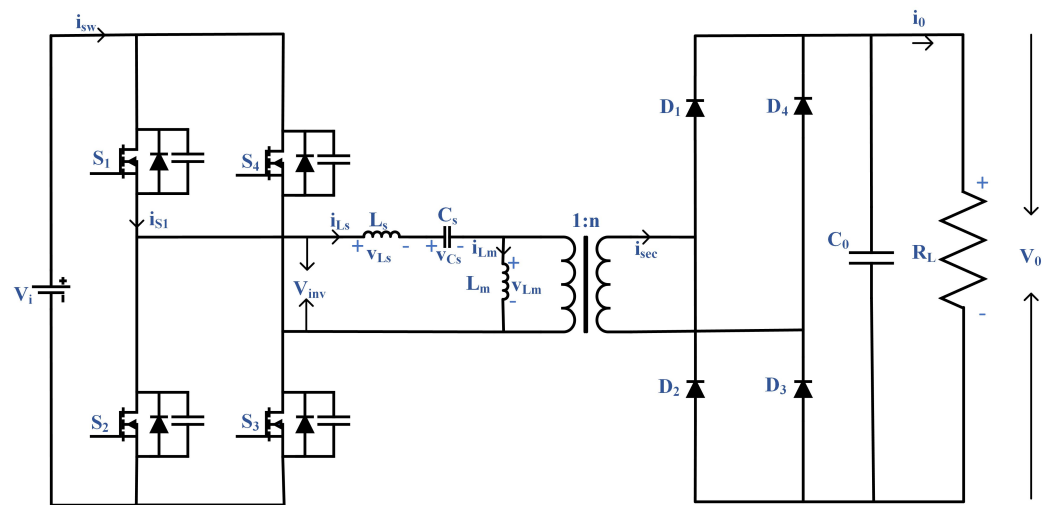 i_sw
i_0
D_1
D_4
S_1
S_4
+
i_S1
i_Ls
L_s
C_s
1:n
+ - + -
v_Ls
v_Cs
i_Lm
i_sec
C_0
R_L
V_0
V_i
+
V_inv
L_m
+
v_Lm
-
-
D_2
D_3
S_2
S_3